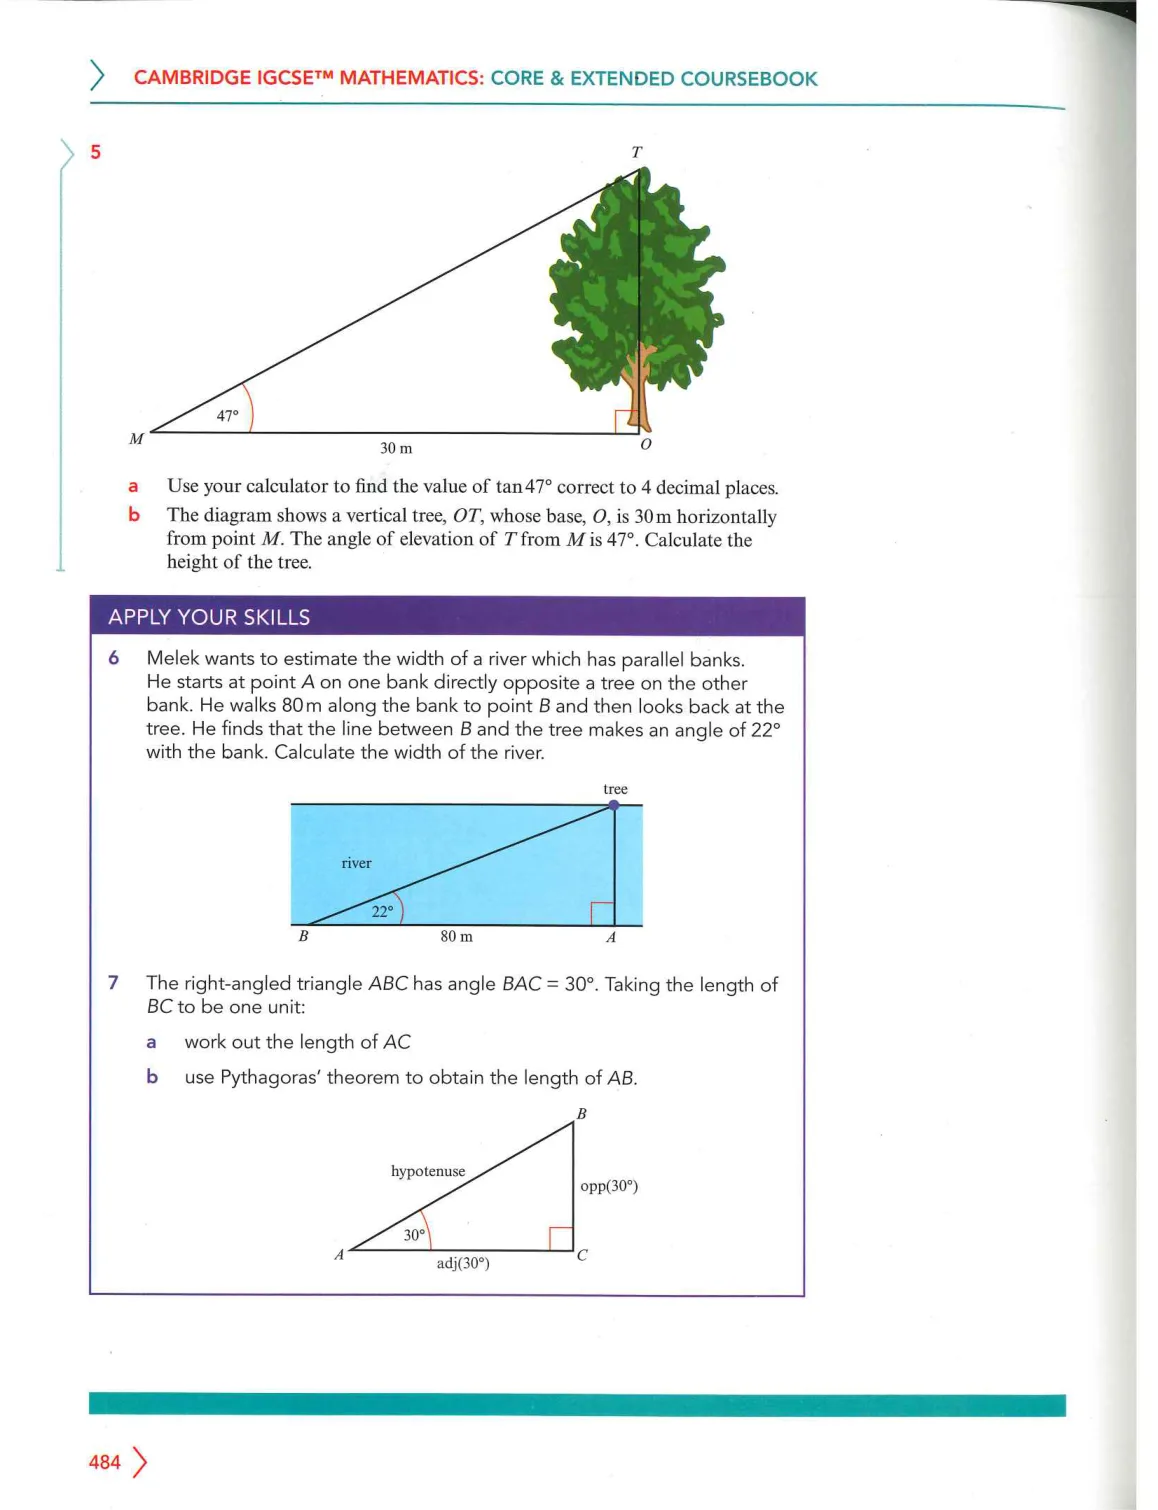 CAMBRIDGE IGCSE™ MATHEMATICS: CORE & EXTENDED COURSEBOOK
5
T
47°
M
30 m
O
a Use your calculator to find the value of tan 47° correct to 4 decimal places.
b The diagram shows a vertical tree, OT, whose base, O, is 30 m horizontally
from point M. The angle of elevation of T from M is 47°. Calculate the
height of the tree.
APPLY YOUR SKILLS
6 Melek wants to estimate the width of a river which has parallel banks.
He starts at point A on one bank directly opposite a tree on the other
bank. He walks 80 m along the bank to point B and then looks back at the
tree. He finds that the line between B and the tree makes an angle of 22°
with the bank. Calculate the width of the river.
tree
river
22°
B 80 m A
7 The right-angled triangle ABC has angle BAC = 30°. Taking the length of
BC to be one unit:
a work out the length of AC
b use Pythagoras' theorem to obtain the length of AB.
B
hypotenuse
opp(30°)
30°
A adj(30°) C
484